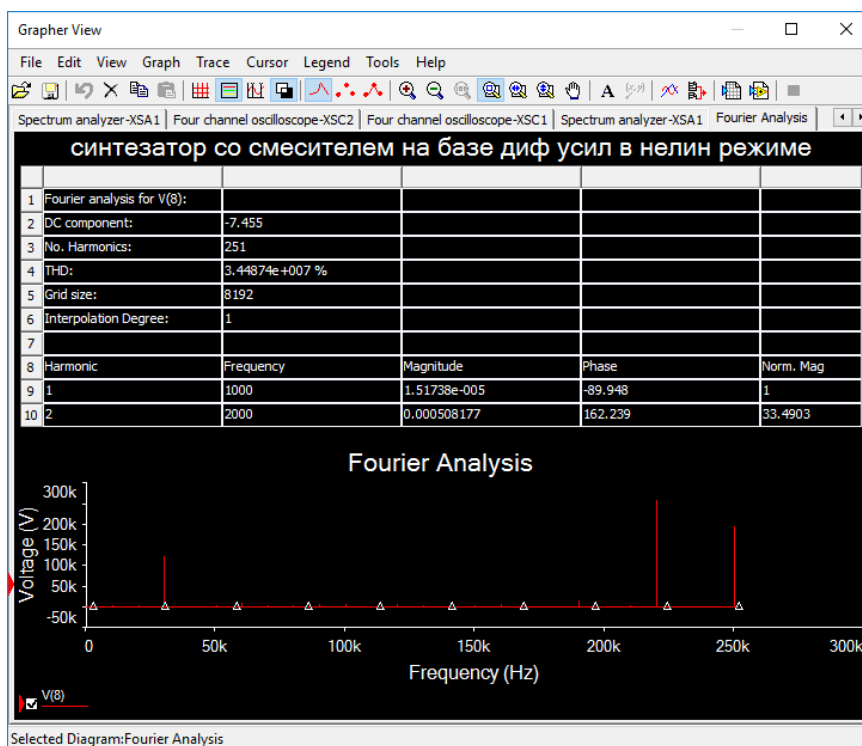 Grapher View
File Edit View Graph Trace Cursor Legend Tools Help
Spectrum analyzer-XSA1 Four channel oscilloscope-XSC2 Four channel oscilloscope-XSC1 Spectrum analyzer-XSA1 Fourier Analysis
синтезатор со смесителем на базе диф усил в нелин режиме
1 Fourier analysis for V(8):
2 DC component: -7.455
3 No. Harmonics: 251
4 THD: 3.44874e+007 %
5 Grid size: 8192
6 Interpolation Degree: 1
7
8 Harmonic Frequency Magnitude Phase Norm. Mag
9 1 1000 1.51738e-005 -89.948 1
10 2 2000 0.000508177 162.239 33.4903
Fourier Analysis
Voltage (V)
300k
200k
150k
100k
50k
-50k
0 50k 100k 150k 200k 250k 300k
Frequency (Hz)
V(8)
Selected Diagram:Fourier Analysis